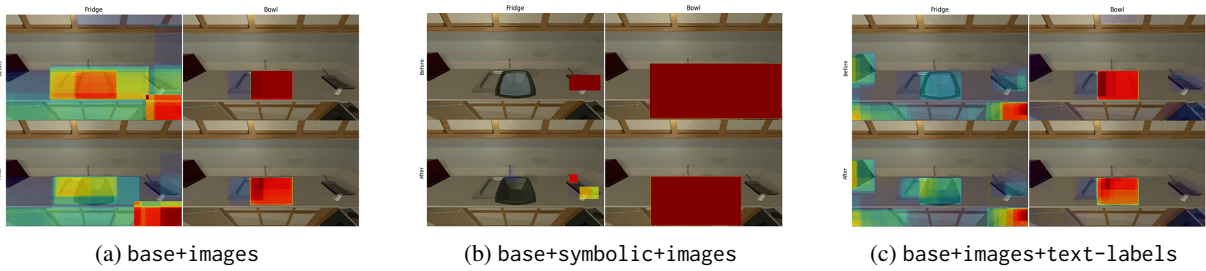 Fridge Bowl
Before
After
(a) base+images
Fridge Bowl
Before
After
(b) base+symbolic+images
Fridge Bowl
Before
After
(c) base+images+text-labels